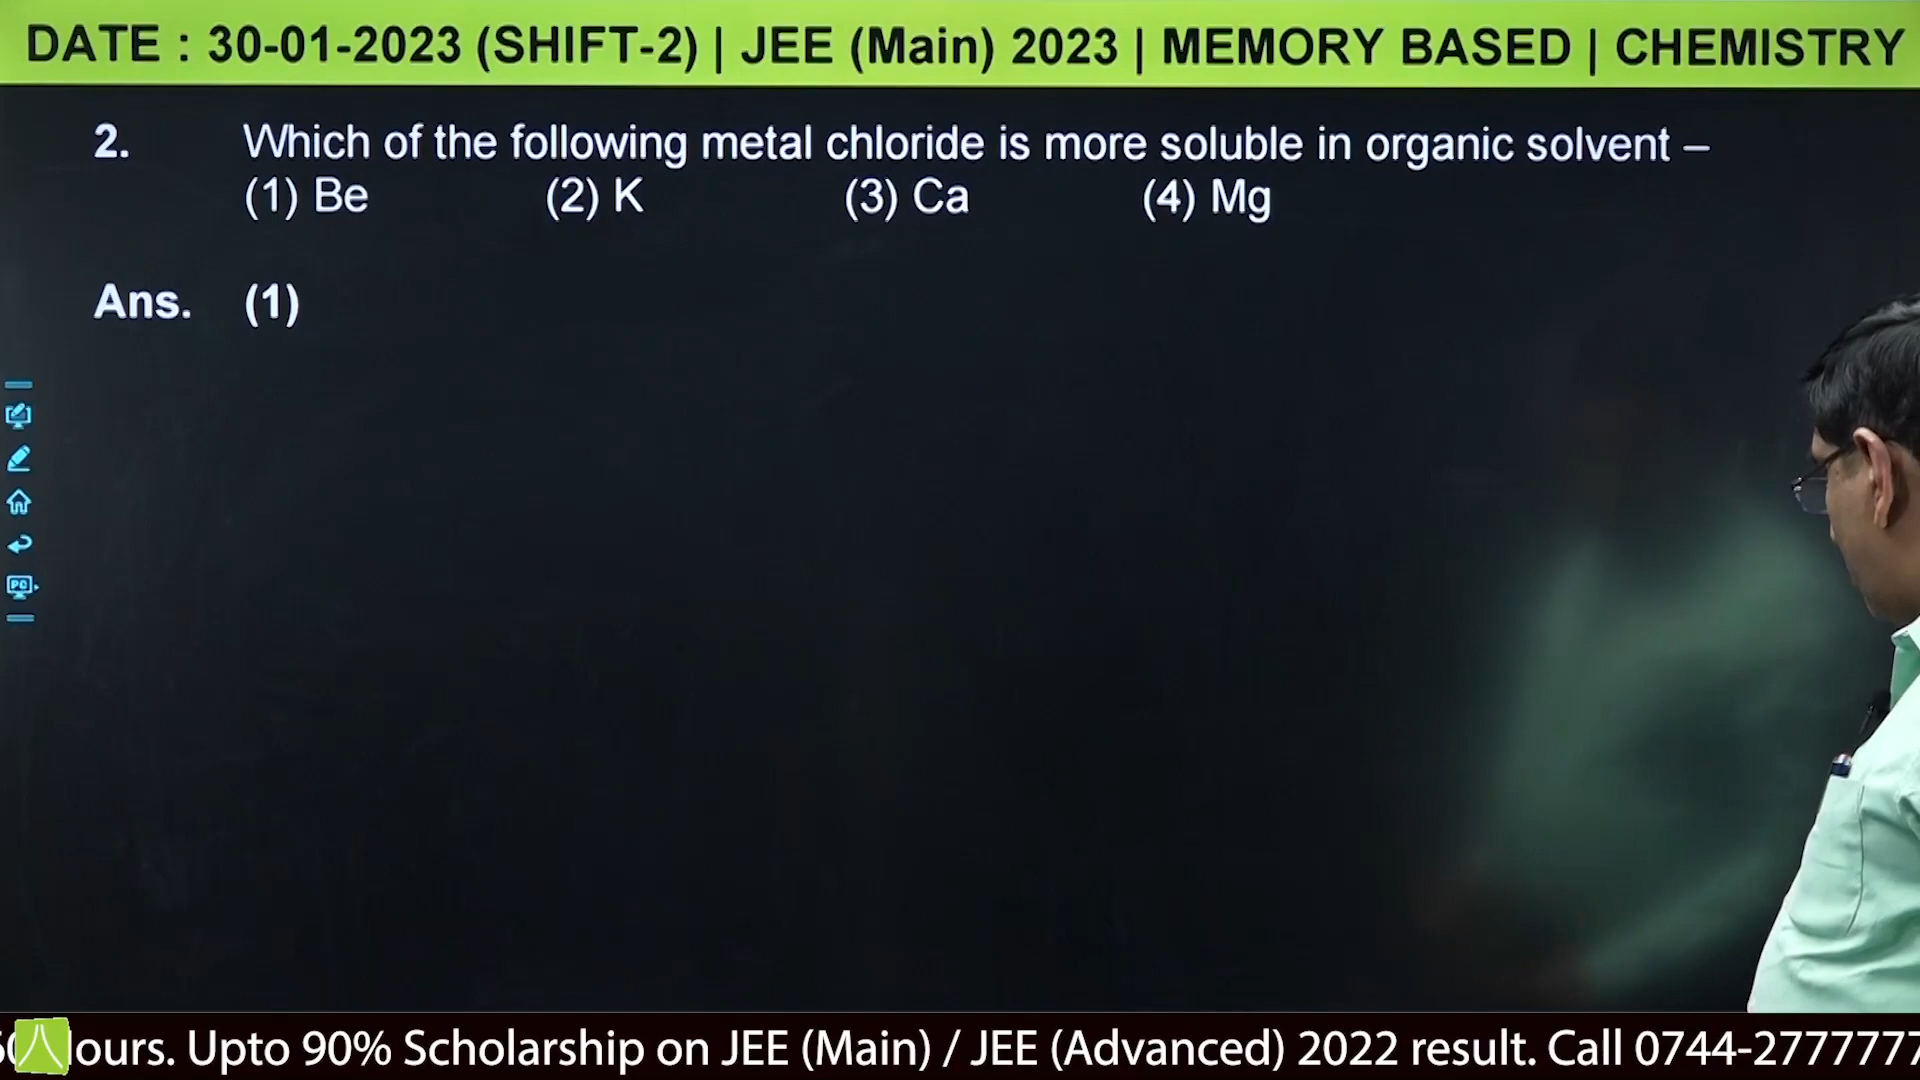 DATE : 30-01-2023 (SHIFT-2) | JEE (Main) 2023 | MEMORY BASED | CHEMISTRY
2. Which of the following metal chloride is more soluble in organic solvent –
(1) Be (2) K (3) Ca (4) Mg
Ans. (1)
PC
ours. Upto 90% Scholarship on JEE (Main) / JEE (Advanced) 2022 result. Call 0744-2777777